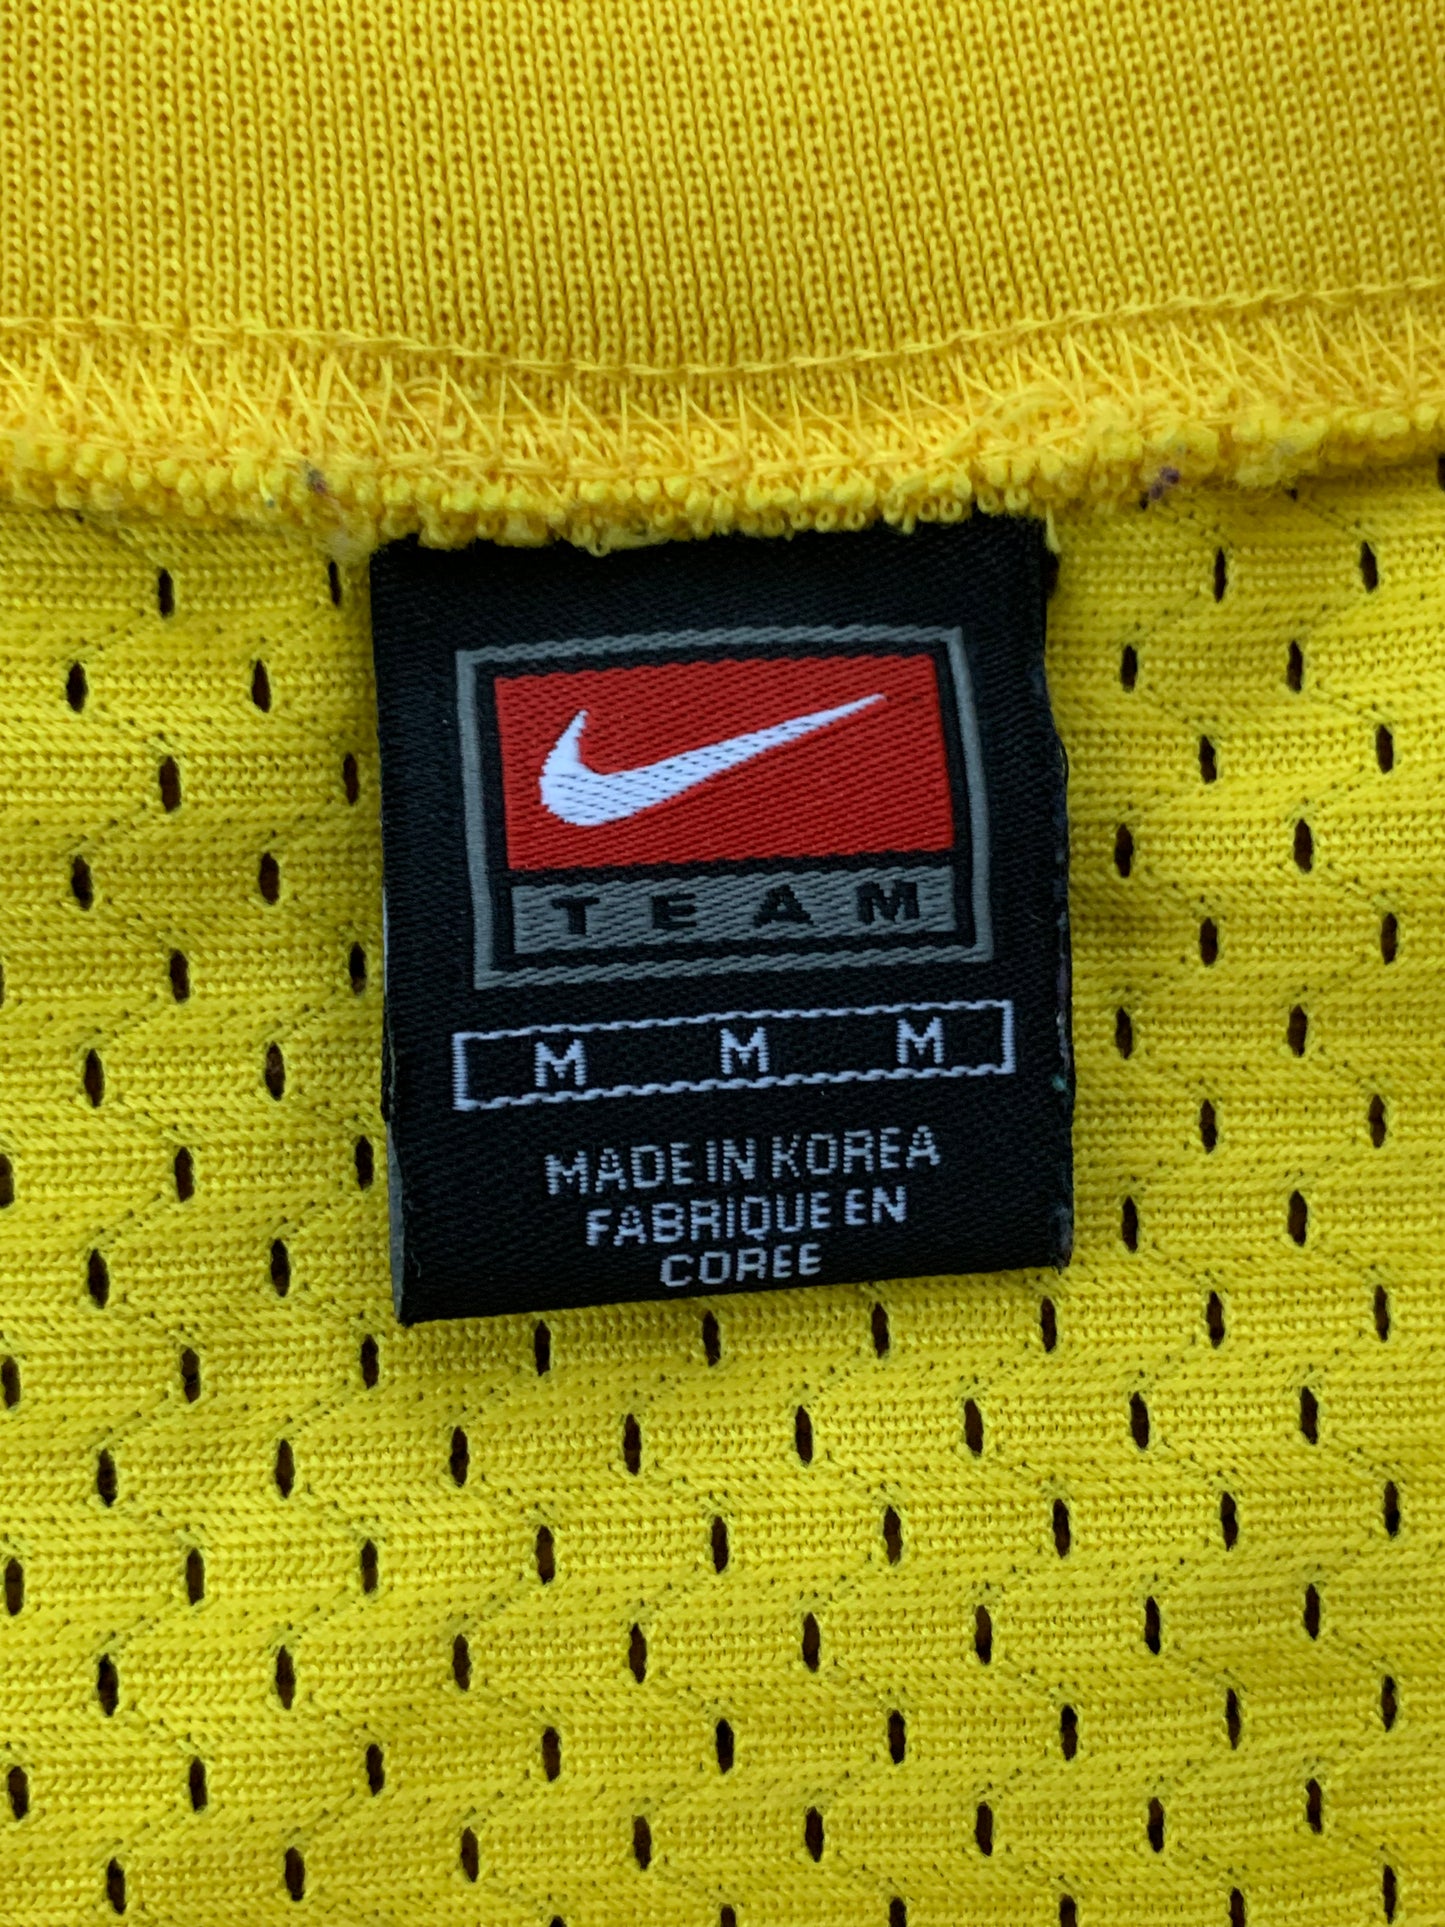 TEAM
M M M
MADE IN KOREA
FABRIQUE EN
COREE